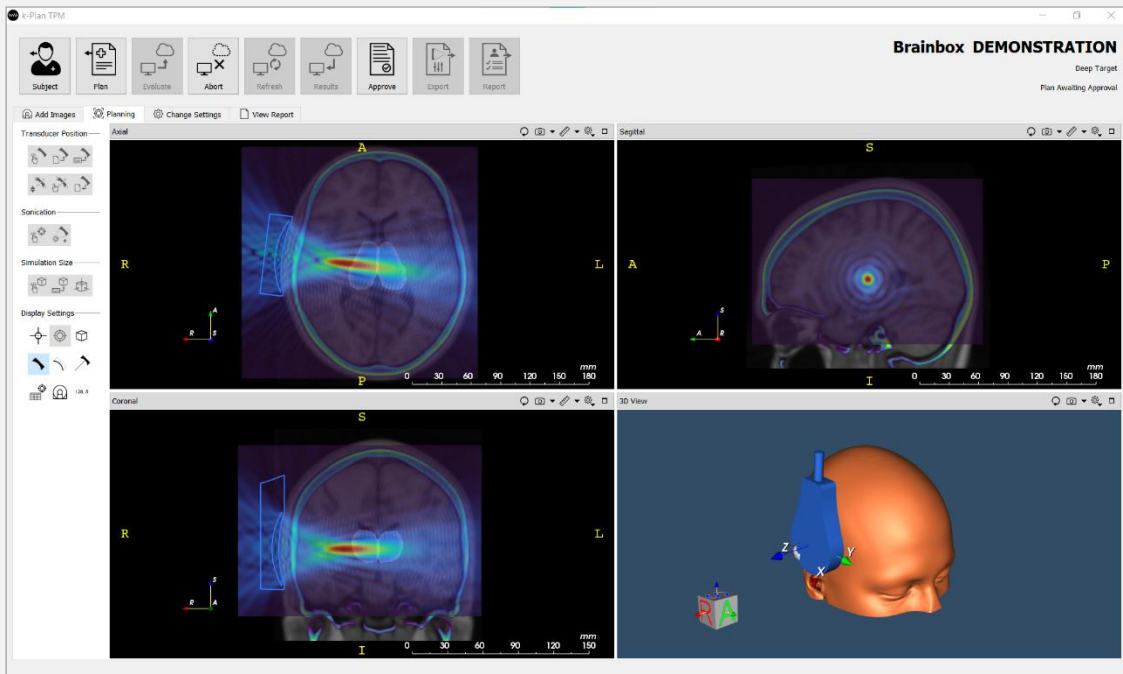 k-Plan TPM
Brainbox DEMONSTRATION
Deep Target
Plan Awaiting Approval
Subject
Plan
Evaluate
Abort
Refresh
Results
Approve
Export
Report
Add Images
Planning
Change Settings
View Report
Transducer Position
Sonication
Simulation Size
Display Settings
Axial
A
R
L
P
A
R
S
mm
0 30 60 90 120 150 180
Sagittal
S
A
P
I
S
A
R
mm
0 30 60 90 120 150 180
Coronal
S
R
L
I
S
R
A
mm
0 30 60 90 120 150
3D View
Z
Y
X
R
A